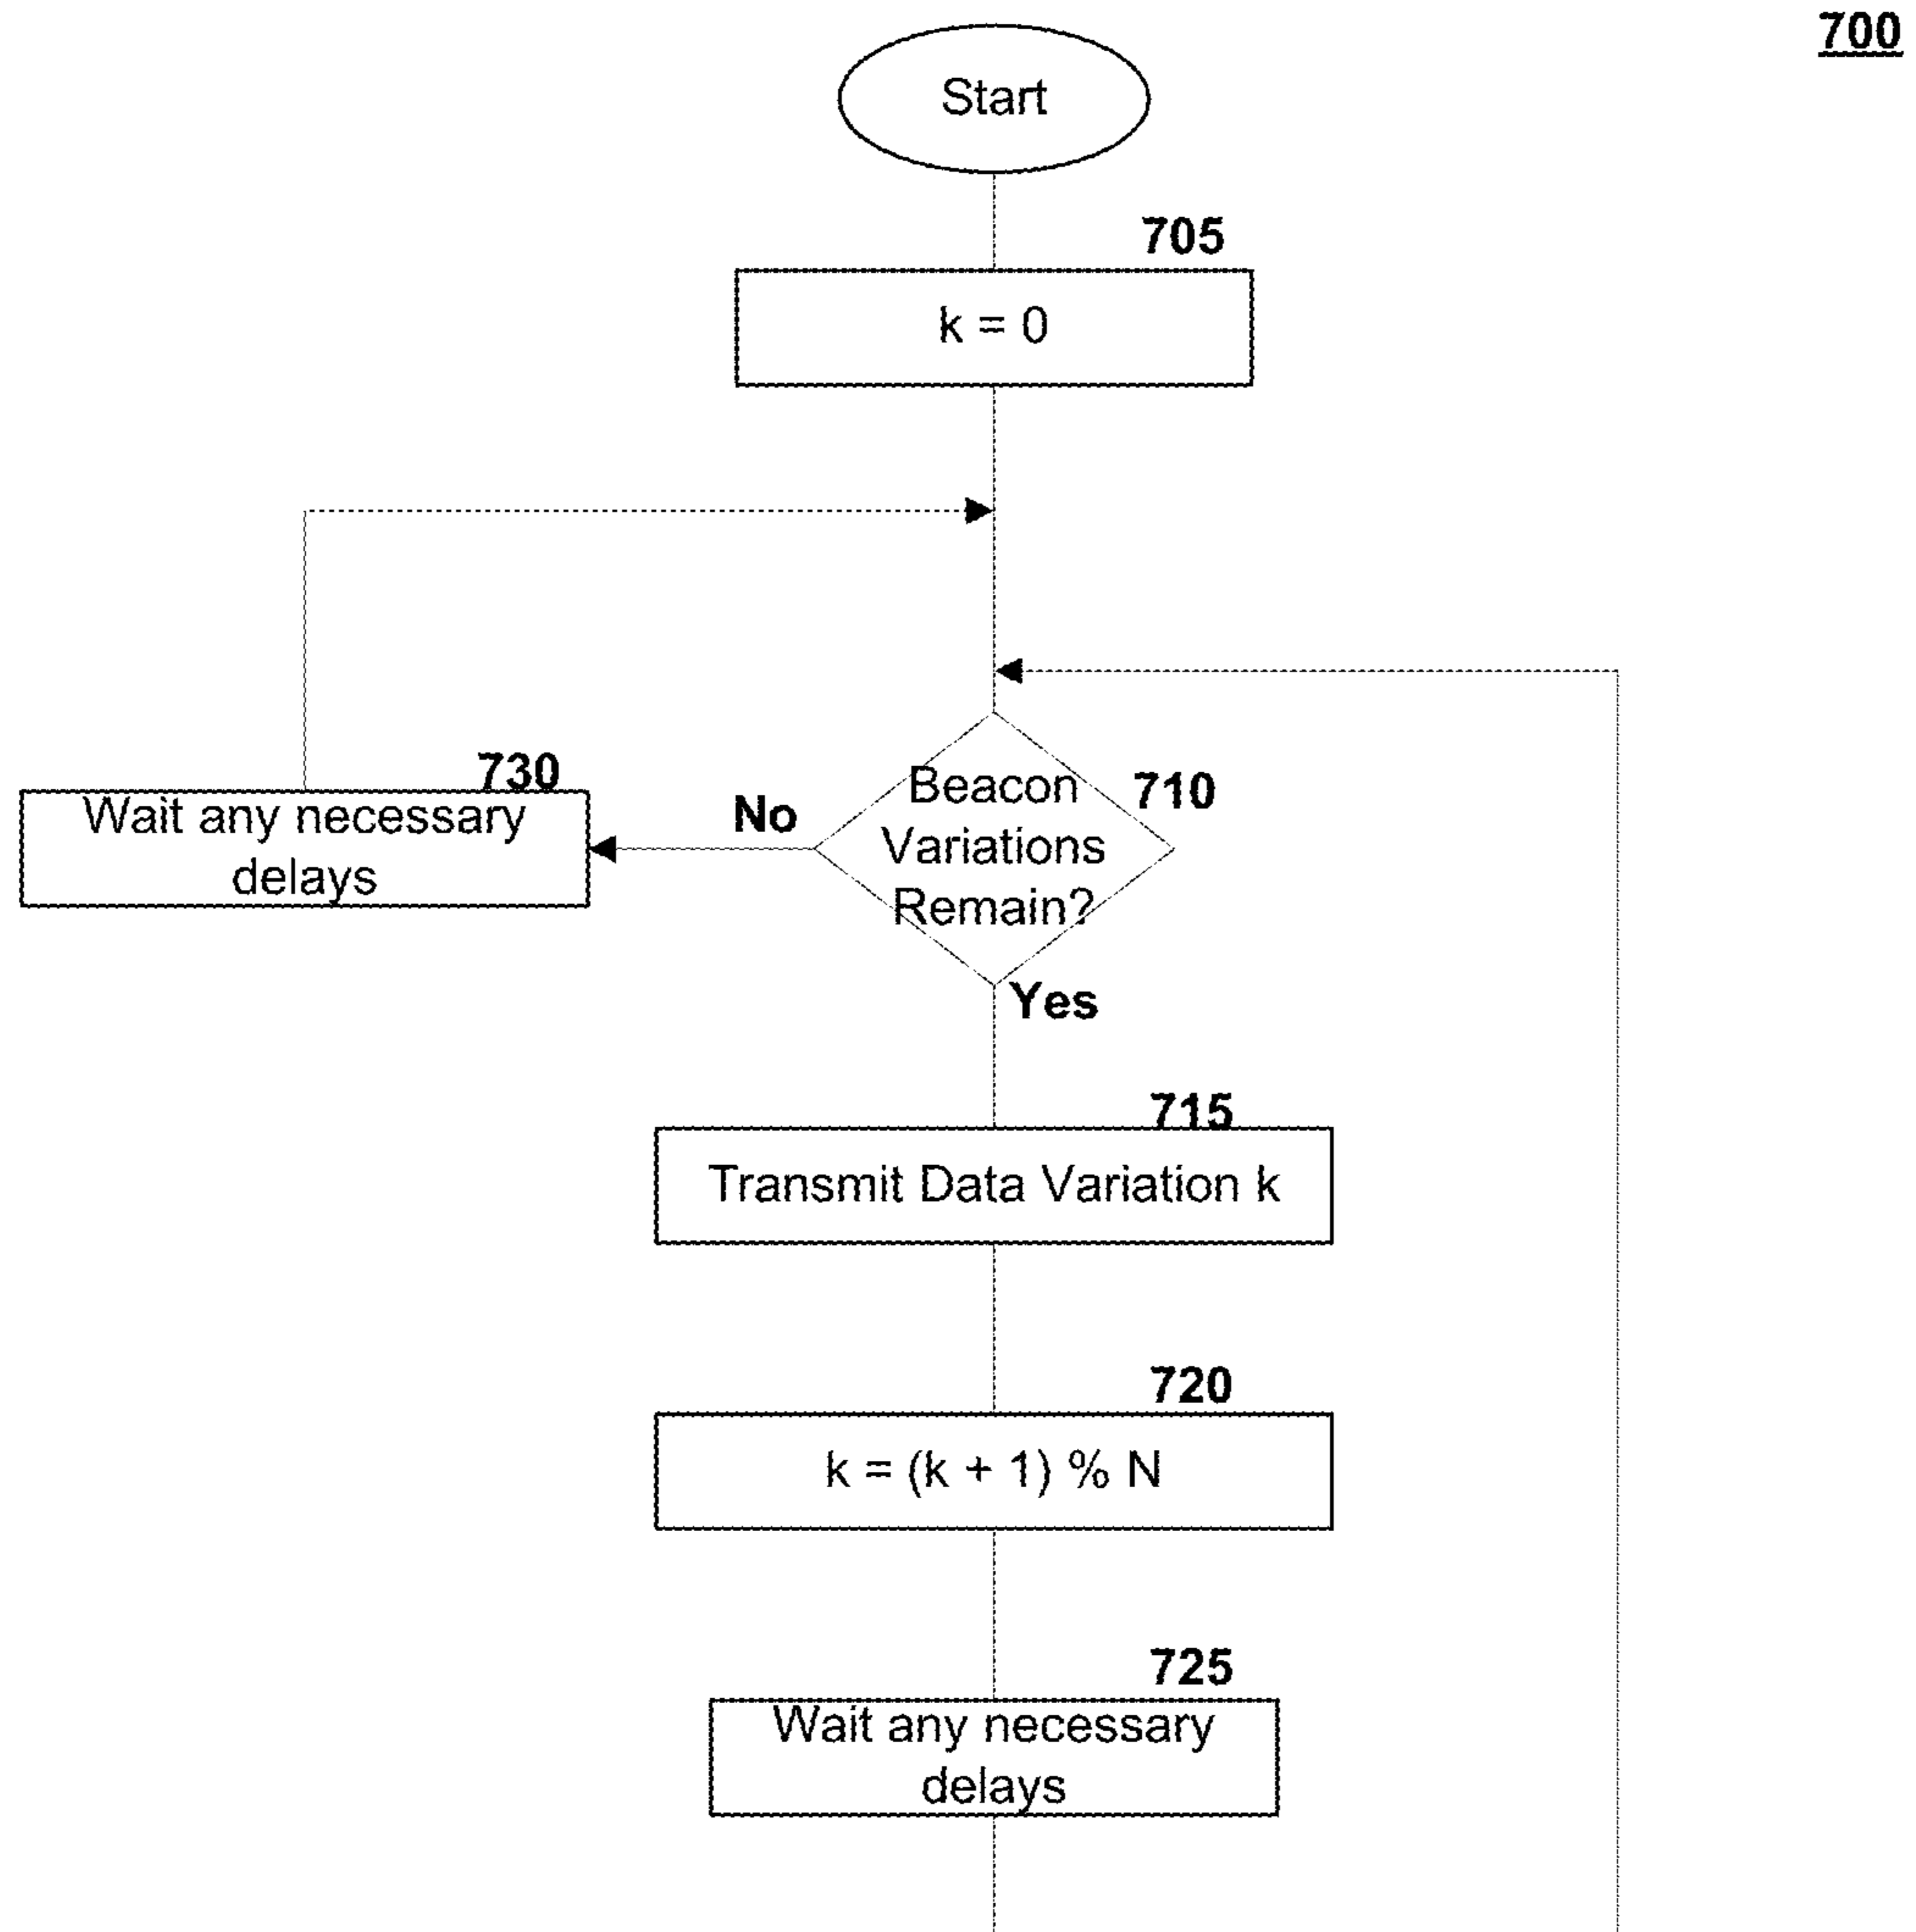 700
Start
705
k = 0
730
Wait any necessary
delays
No
710
Beacon
Variations
Remain?
Yes
715
Transmit Data Variation k
720
k = (k + 1) % N
725
Wait any necessary
delays